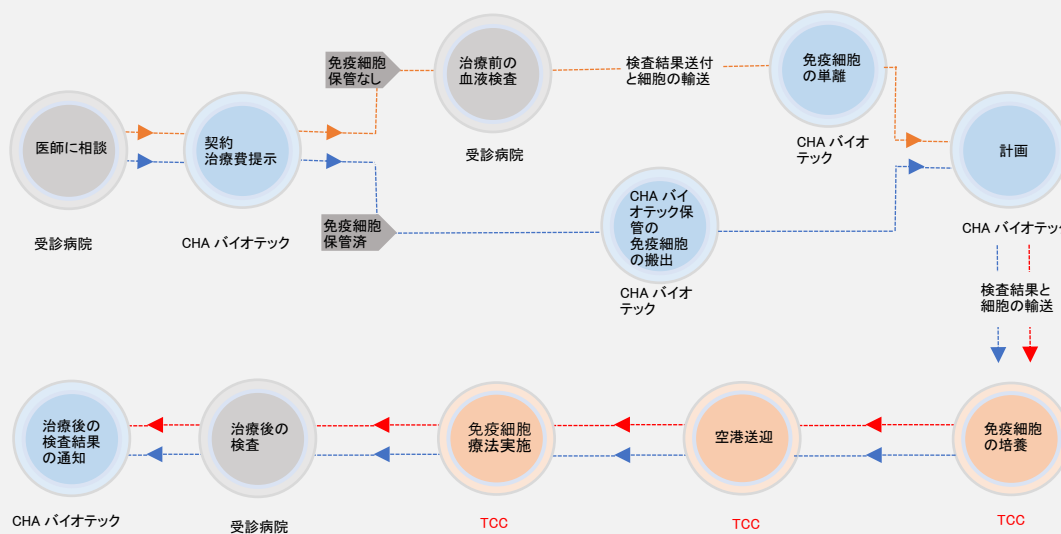 医師に相談
受診病院
契約
治療費提示
CHA バイオテック
免疫細胞
保管なし
治療前の
血液検査
受診病院
検査結果送付
と細胞の輸送
免疫細胞
の単離
CHA バイオ
テック
免疫細胞
保管済
CHA バイ
オテック保
管の
免疫細胞
の搬出
CHA バイオ
テック
計画
CHA バイオテック
検査結果と
細胞の輸送
免疫細胞
の培養
TCC
空港送迎
TCC
免疫細胞
療法実施
TCC
治療後の
検査
受診病院
治療後の
検査結果
の通知
CHA バイオテック